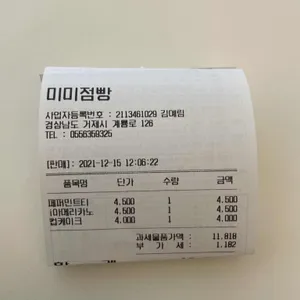 미미점빵
사업자등록번호 : 2113461029 김예림
경상남도 거제시 계룡로 126
TEL : 0556359325
[판매] 2021-12-15 12:06:22
품목명 단가 수량 금액
페퍼민트티 4,500 1 4,500
(아)아메리카노 4,500 1 4,500
컵케이크 4,000 1 4,000
과세물품가액 : 11,818
부 가 세 : 1,182